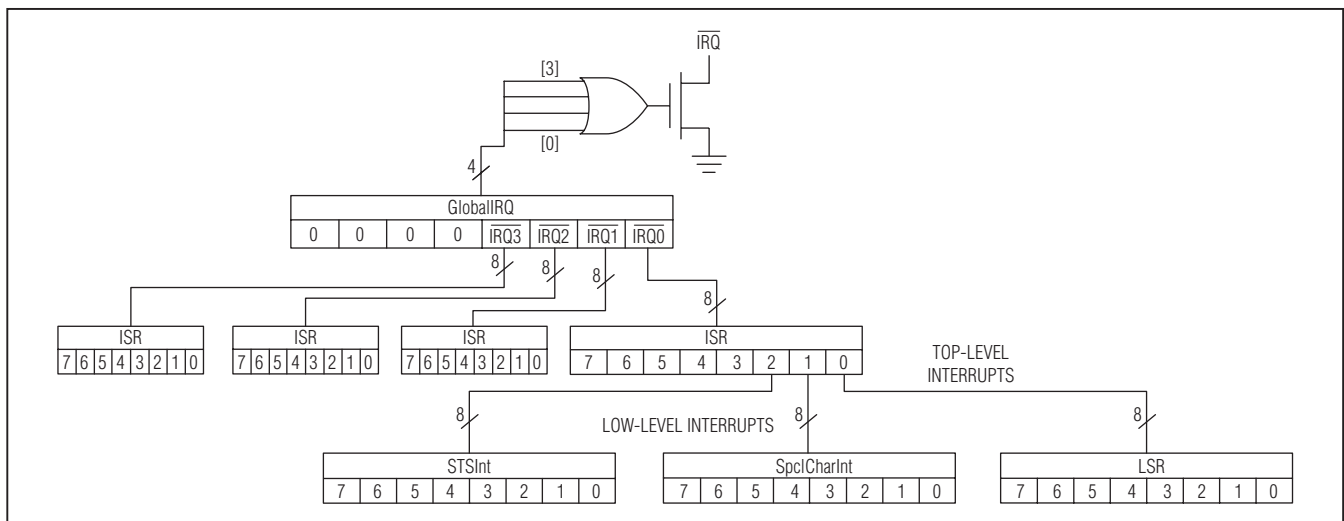 IRQ
[3]
[0]
4
GlobalIRQ
0 0 0 0 IRQ3 IRQ2 IRQ1 IRQ0
8 8 8 8
ISR ISR ISR ISR
7 6 5 4 3 2 1 0 7 6 5 4 3 2 1 0 7 6 5 4 3 2 1 0 7 6 5 4 3 2 1 0
TOP-LEVEL
INTERRUPTS
8 LOW-LEVEL INTERRUPTS 8 8
STSInt SpclCharInt LSR
7 6 5 4 3 2 1 0 7 6 5 4 3 2 1 0 7 6 5 4 3 2 1 0